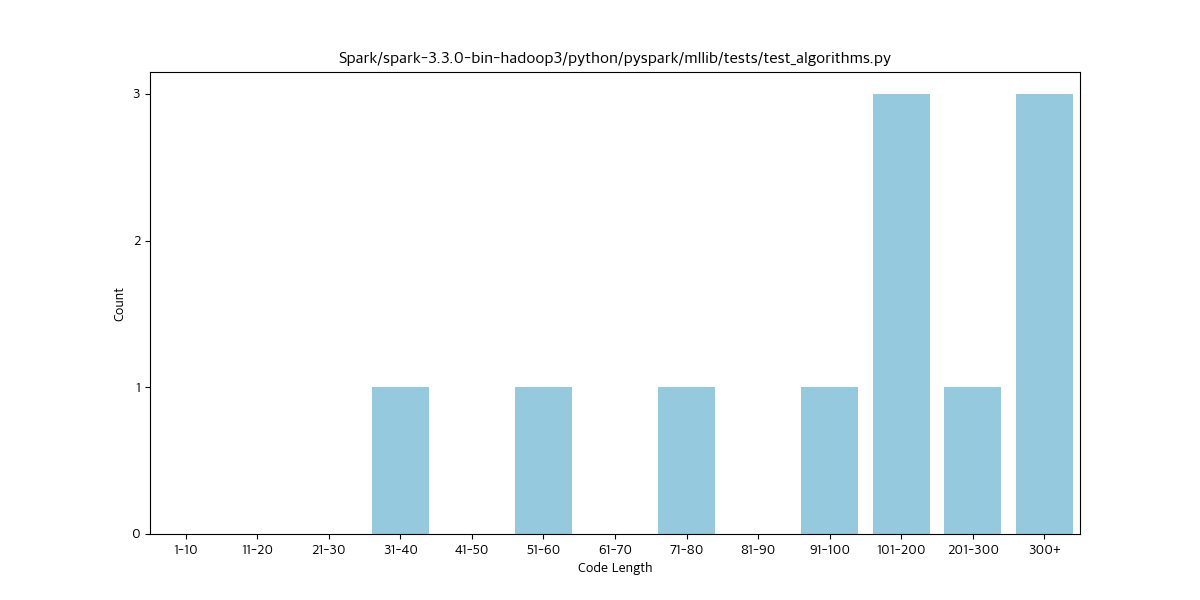 Spark/spark-3.3.0-bin-hadoop3/python/pyspark/mllib/tests/test_algorithms.py
3
2
1
0
Count
1-10 11-20 21-30 31-40 41-50 51-60 61-70 71-80 81-90 91-100 101-200 201-300 300+
Code Length